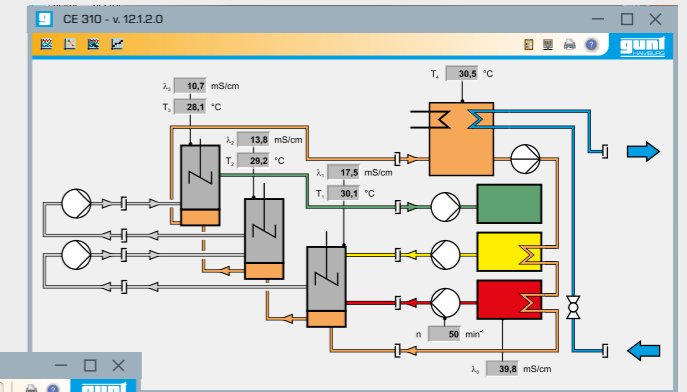 g CE 310 - v. 12.1.2.0
gunt
HAMBURG
T₄ 30,5 °C
λ₃ 10,7 mS/cm
T₃ 28,1 °C
λ₂ 13,8 mS/cm
T₂ 29,2 °C
λ₁ 17,5 mS/cm
T₁ 30,1 °C
n 50 min⁻¹
λ₀ 39,8 mS/cm